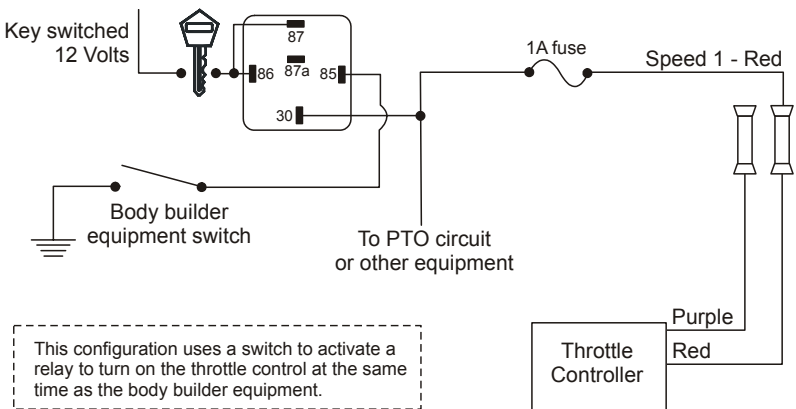 Key switched
12 Volts
87
86
87a
85
30
1A fuse
Speed 1 - Red
Body builder
equipment switch
To PTO circuit
or other equipment
Purple
Throttle
Controller
Red
This configuration uses a switch to activate a
relay to turn on the throttle control at the same
time as the body builder equipment.